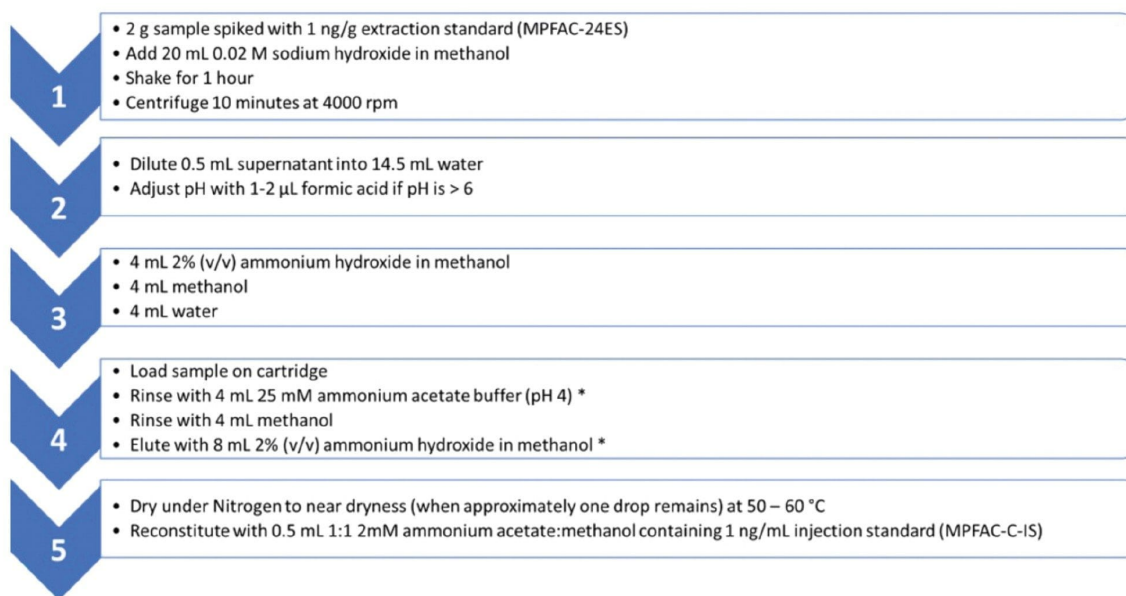 1
• 2 g sample spiked with 1 ng/g extraction standard (MPFAC-24ES)
• Add 20 mL 0.02 M sodium hydroxide in methanol
• Shake for 1 hour
• Centrifuge 10 minutes at 4000 rpm
2
• Dilute 0.5 mL supernatant into 14.5 mL water
• Adjust pH with 1-2 µL formic acid if pH is > 6
3
• 4 mL 2% (v/v) ammonium hydroxide in methanol
• 4 mL methanol
• 4 mL water
4
• Load sample on cartridge
• Rinse with 4 mL 25 mM ammonium acetate buffer (pH 4) *
• Rinse with 4 mL methanol
• Elute with 8 mL 2% (v/v) ammonium hydroxide in methanol *
5
• Dry under Nitrogen to near dryness (when approximately one drop remains) at 50 – 60 °C
• Reconstitute with 0.5 mL 1:1 2mM ammonium acetate:methanol containing 1 ng/mL injection standard (MPFAC-C-IS)